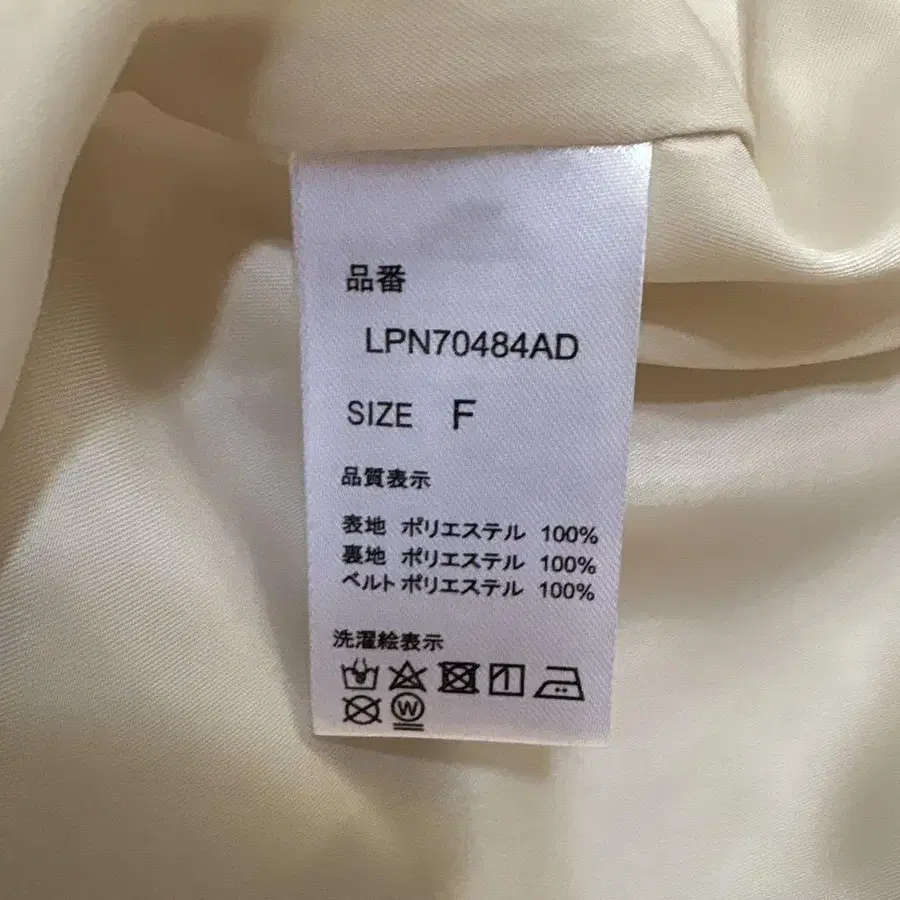 品番
LPN70484AD
SIZE F
品質表示
表地 ポリエステル 100%
裏地 ポリエステル 100%
ベルト ポリエステル 100%
洗濯絵表示
W